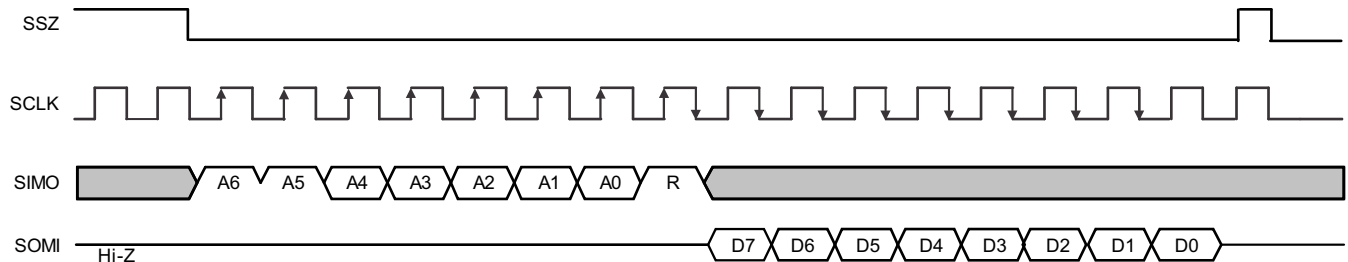 SSZ
SCLK
SIMO A6 A5 A4 A3 A2 A1 A0 R
SOMI Hi-Z D7 D6 D5 D4 D3 D2 D1 D0